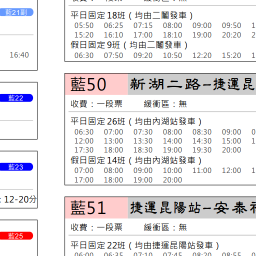 藍21副
16:40
藍22
藍23
: 12-20分
藍25
平日固定18班 ( 均由二闡發車 )
05:50 06:25 07:15 08:00 09:00 09:50
15:20 16:10 17:00 18:10 19:00 20:20
假日固定9班 ( 均由二闡發車 )
06:30 07:50 09:20 10:50 12:20 15:20
藍50 新湖二路-捷運昆
收費：一段票 緩衝區：無
平日固定26班 ( 均由內湖站發車 )
06:30 07:00 07:30 08:00 08:30 09:00
12:00 13:00 13:30 14:00 14:30 15:00
17:30 18:00 18:30 19:00 19:30 20:00
假日固定14班 ( 均由內湖站發車 )
07:00 08:00 09:00 10:00 11:00 12:00
17:00 18:00 19:00 20:00
藍51 捷運昆陽站-安泰
收費：一段票 緩衝區：無
平日固定22班 ( 均由捷運昆陽站發車 )